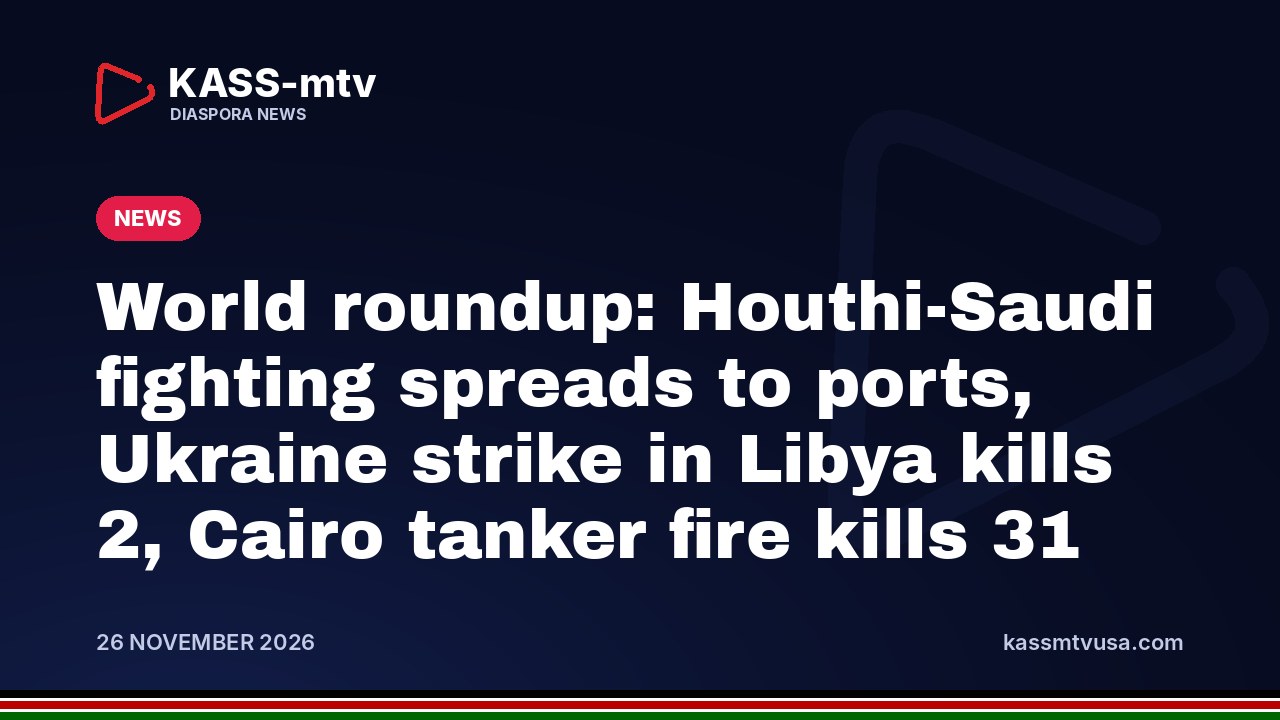 KASS-mtv
DIASPORA NEWS
NEWS
World roundup: Houthi-Saudi
fighting spreads to ports,
Ukraine strike in Libya kills
2, Cairo tanker fire kills 31
26 NOVEMBER 2026
kassmtvusa.com